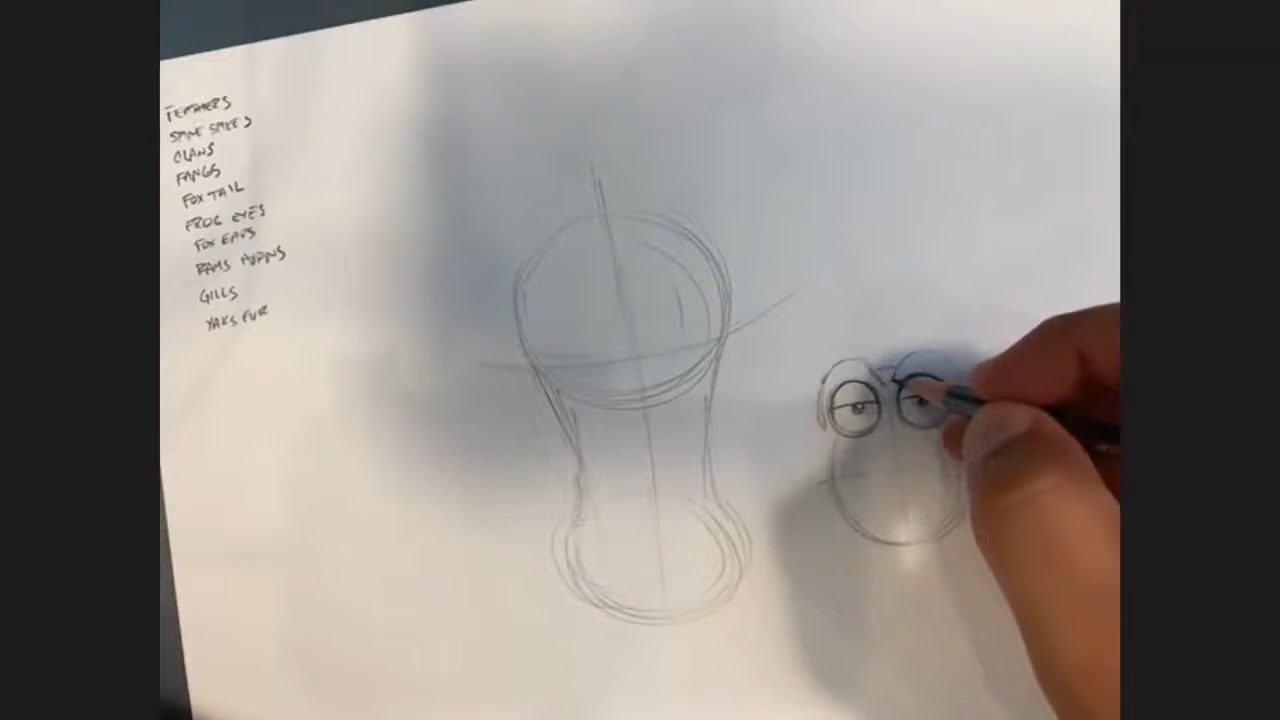 FEATHERS
SPINE SPIKES
CLAWS
FANGS
FOX TAIL
FROG EYES
FOX EARS
RAMS HORNS
GILLS
YAKS FUR